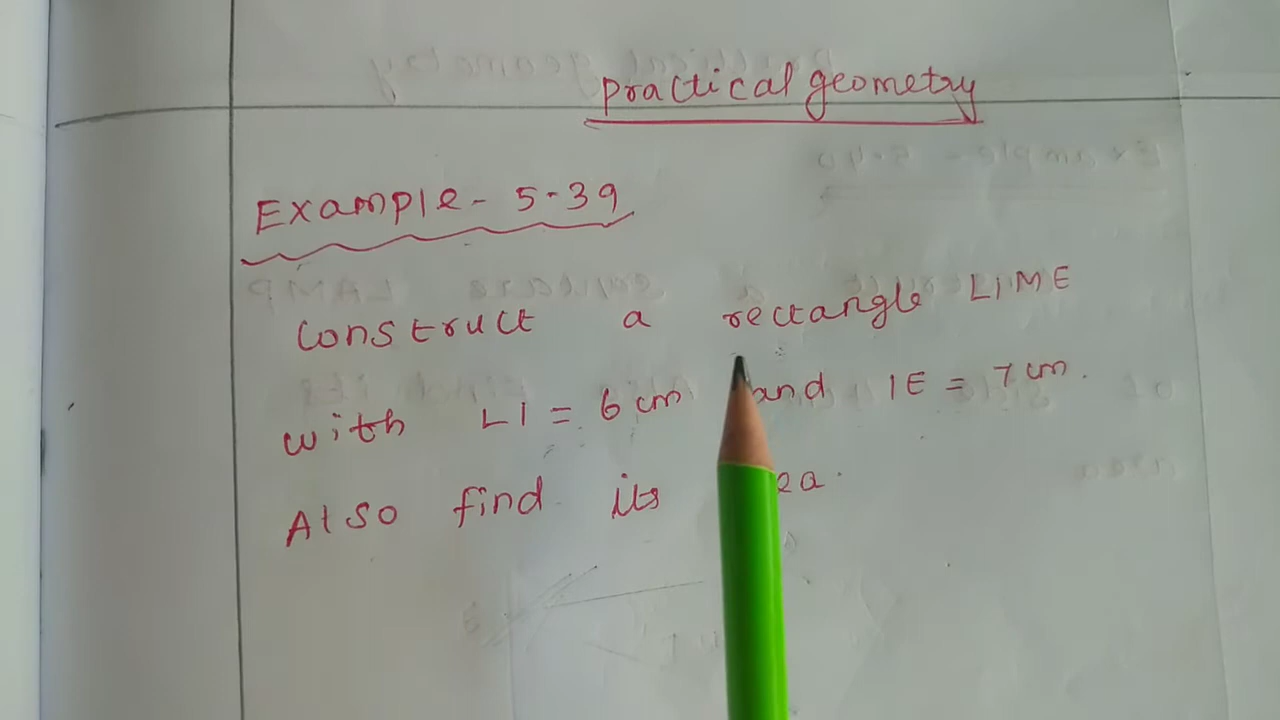 Practical geometry
Example - 5.39
Construct a rectangle LIME
with LI = 6 cm and IE = 7 cm.
Also find its